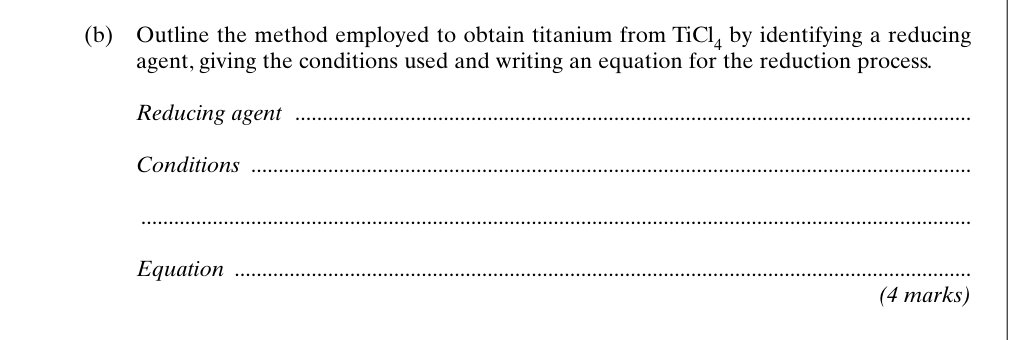 (b) Outline the method employed to obtain titanium from TiCl₄ by identifying a reducing
agent, giving the conditions used and writing an equation for the reduction process.
Reducing agent ..............................................................................................................................
Conditions ......................................................................................................................................
........................................................................................................................................................
Equation .........................................................................................................................................
(4 marks)